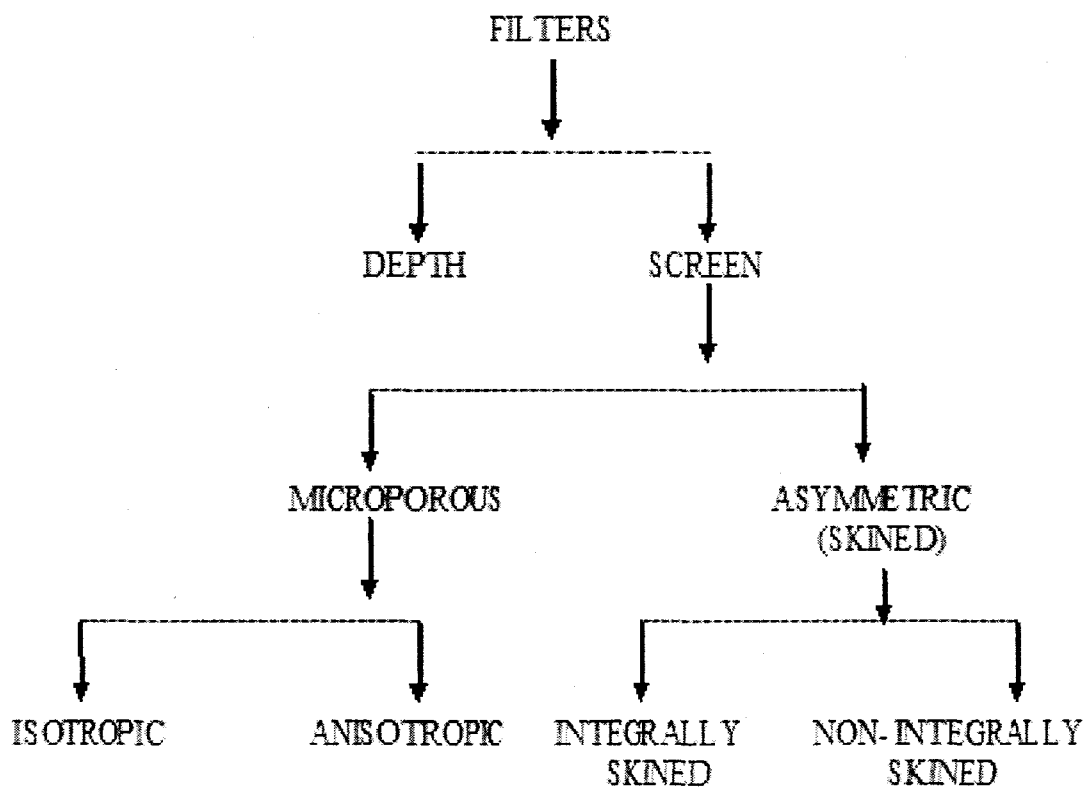 FILTERS
DEPTH
SCREEN
MICROPOROUS
ASYMMETRIC
(SKINED)
ISOTROPIC
ANISOTROPIC
INTEGRALLY
SKINED
NON-INTEGRALLY
SKINED